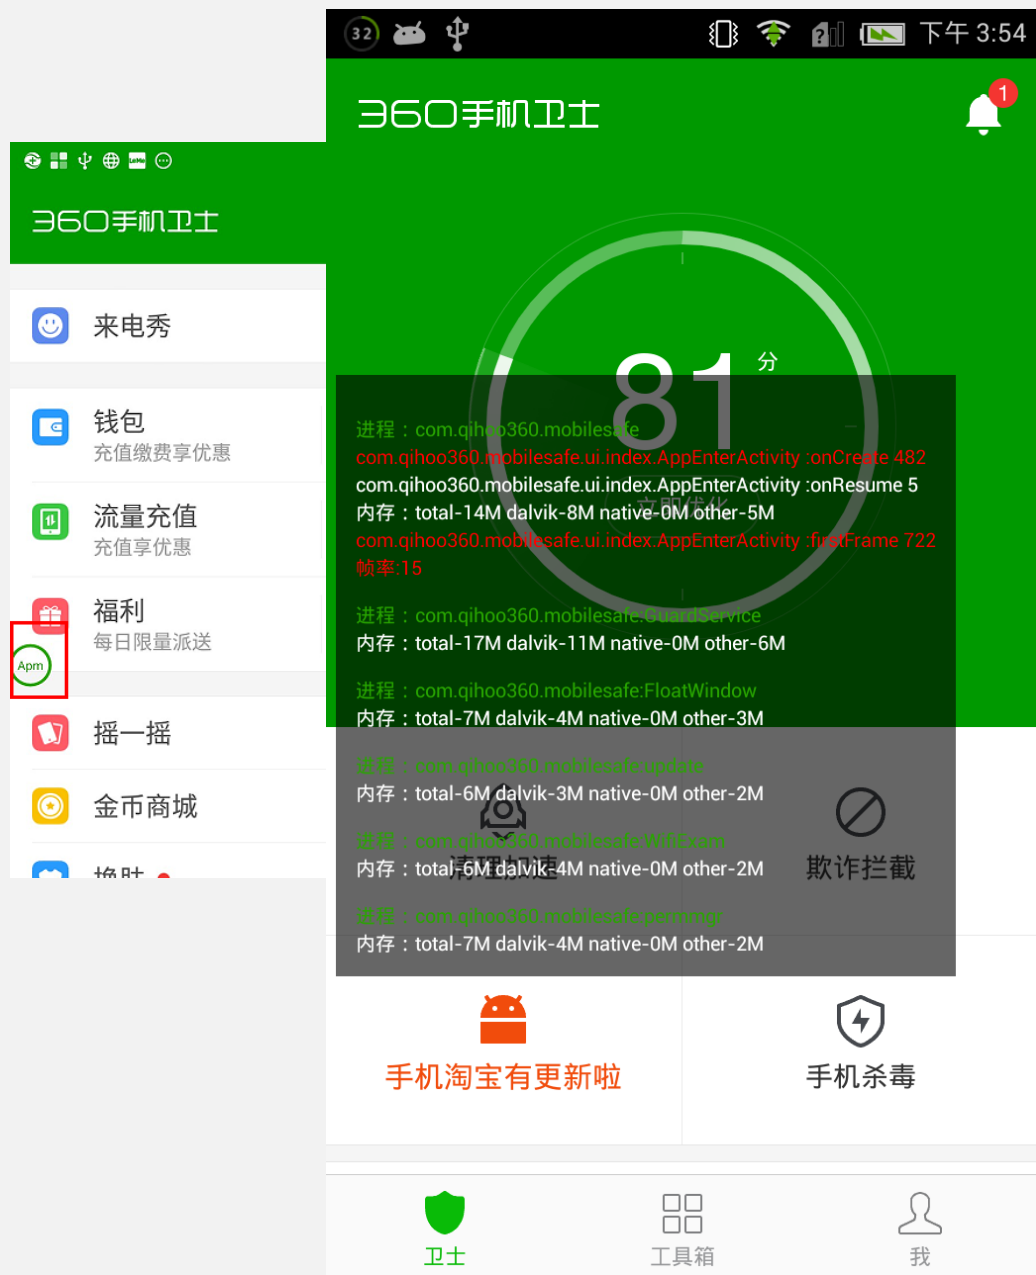 360手机卫士
来电秀
钱包
充值缴费享优惠
流量充值
充值享优惠
福利
每日限量派送
Apm
摇一摇
金币商城
32
下午 3:54
360手机卫士
1
81 分
进程：com.qihoo360.mobilesafe
com.qihoo360.mobilesafe.ui.index.AppEnterActivity :onCreate 482
com.qihoo360.mobilesafe.ui.index.AppEnterActivity :onResume 5
立即优化
内存：total-14M dalvik-8M native-0M other-5M
com.qihoo360.mobilesafe.ui.index.AppEnterActivity :firstFrame 722
帧率:15
进程：com.qihoo360.mobilesafe:GuardService
内存：total-17M dalvik-11M native-0M other-6M
进程：com.qihoo360.mobilesafe:FloatWindow
内存：total-7M dalvik-4M native-0M other-3M
进程：com.qihoo360.mobilesafe:update
内存：total-6M dalvik-3M native-0M other-2M
进程：com.qihoo360.mobilesafe:WifiExam
内存：total-6M dalvik-4M native-0M other-2M
清理加速
欺诈拦截
进程：com.qihoo360.mobilesafe:permmgr
内存：total-7M dalvik-4M native-0M other-2M
手机淘宝有更新啦
手机杀毒
卫士
工具箱
我